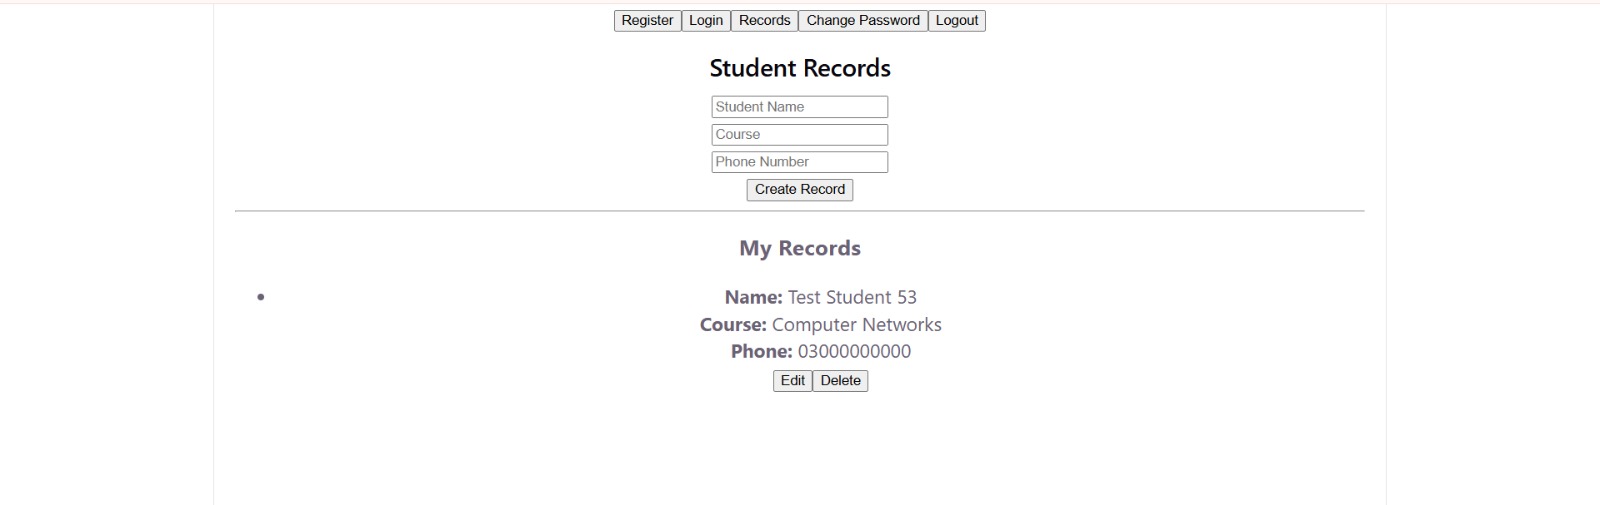 Register Login Records Change Password Logout
Student Records
Student Name
Course
Phone Number
Create Record
My Records
Name: Test Student 53
Course: Computer Networks
Phone: 03000000000
Edit Delete